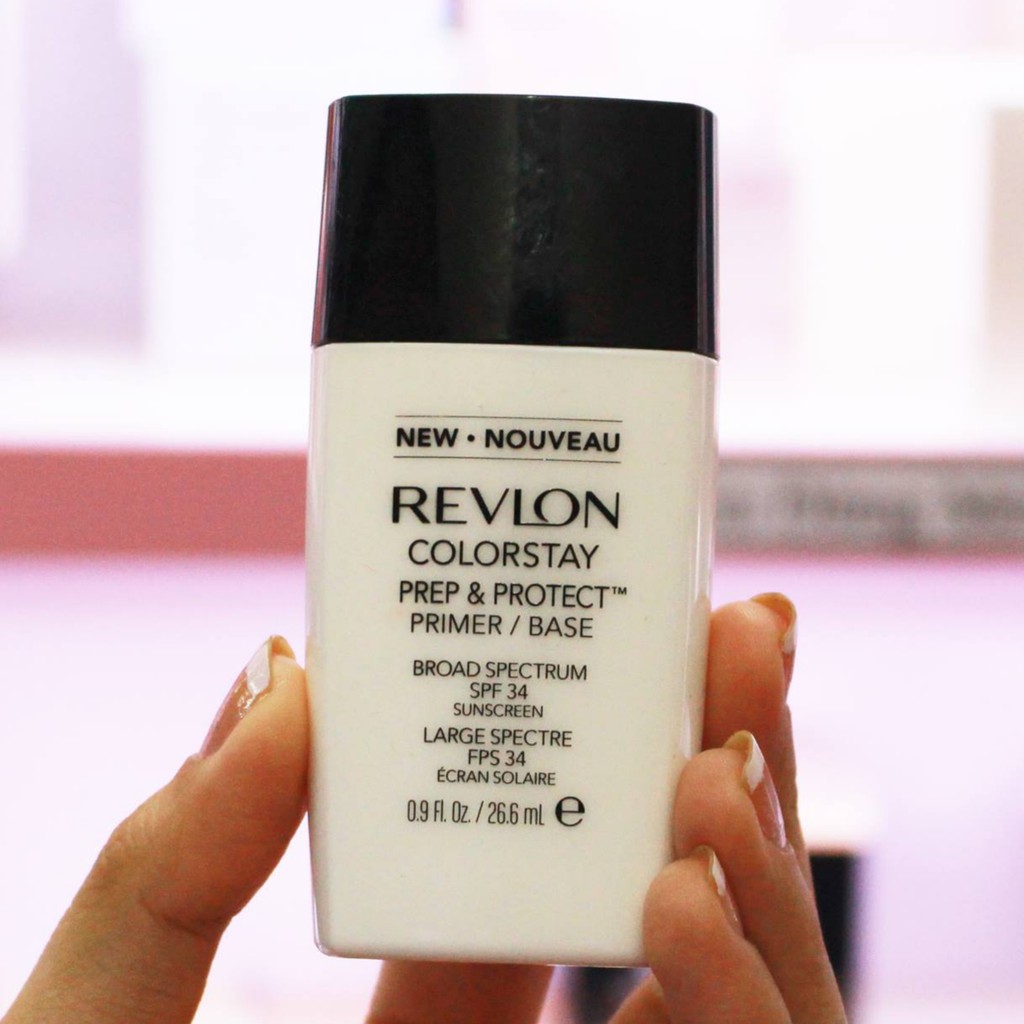 NEW • NOUVEAU
REVLON
COLORSTAY
PREP & PROTECT™
PRIMER / BASE
BROAD SPECTRUM
SPF 34
SUNSCREEN
LARGE SPECTRE
FPS 34
ÉCRAN SOLAIRE
0.9 Fl. Oz. / 26.6 mL e